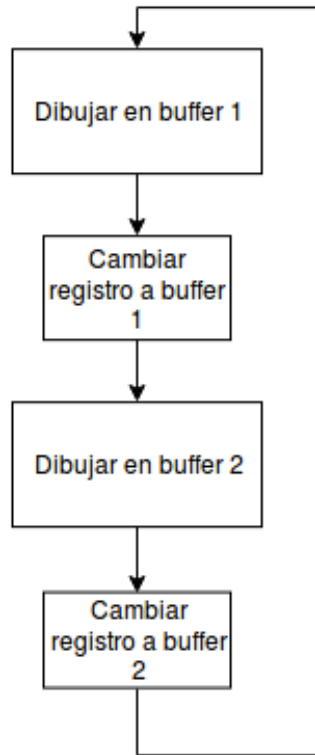 Dibujar en buffer 1
Cambiar
registro a buffer
1
Dibujar en buffer 2
Cambiar
registro a buffer
2